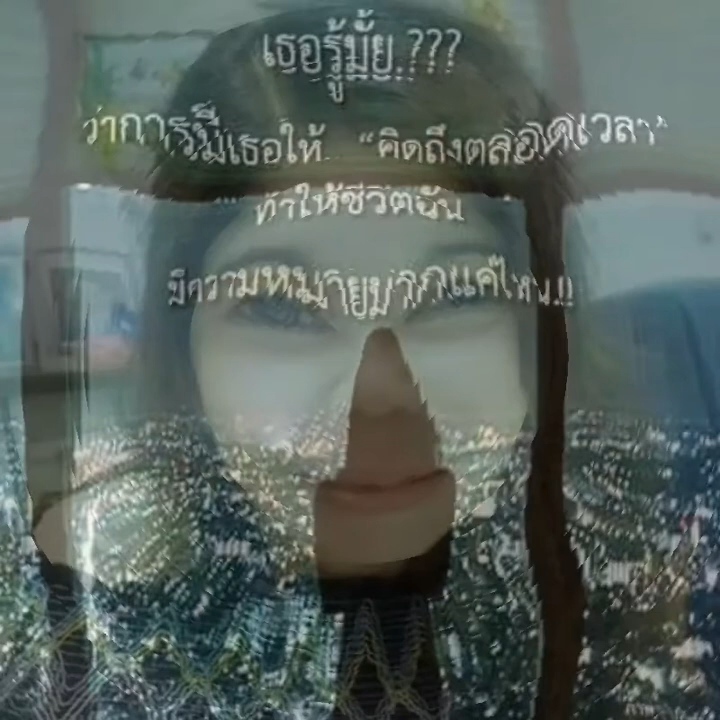 เธอรู้มั้ย.???
ว่าการมีเธอให้... "คิดถึงตลอดเวลา"
ทำให้ชีวิตฉัน
มีความหมายมากแค่ไหน..!!